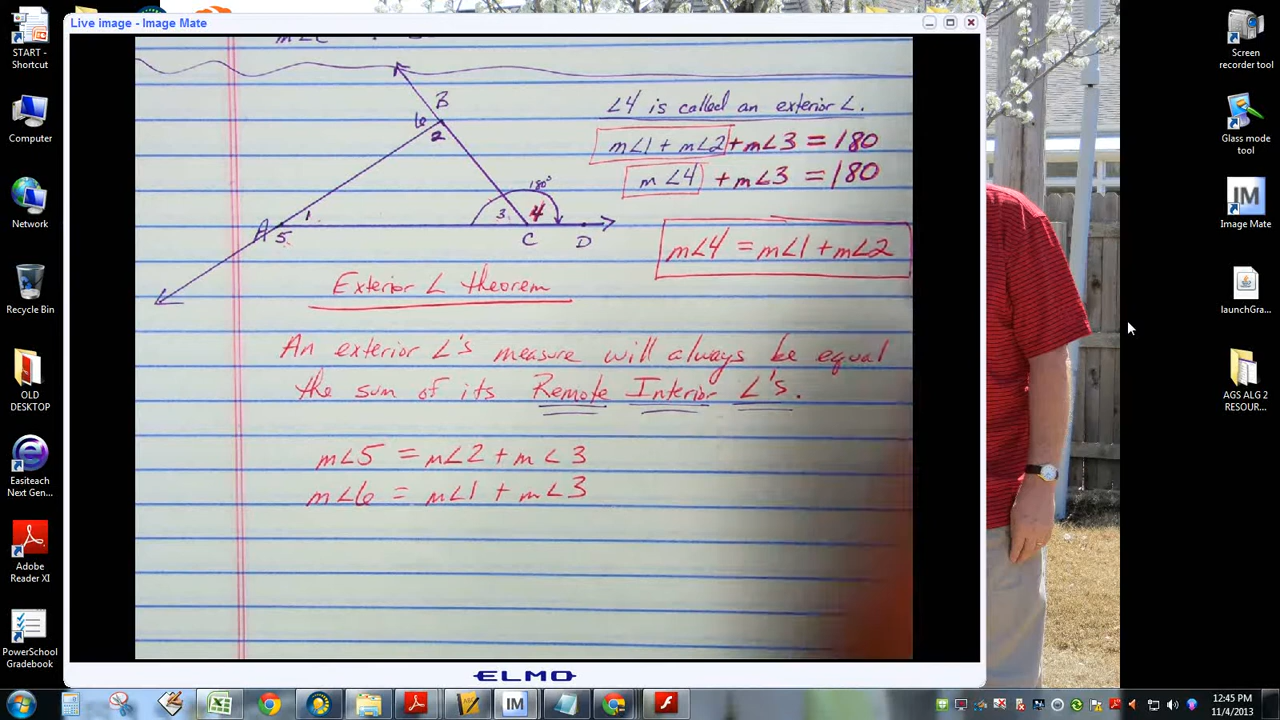 Live image - Image Mate
START - Shortcut
Computer
Network
Recycle Bin
OLD DESKTOP
Easiteach Next Gen...
Adobe Reader XI
PowerSchool Gradebook
Screen recorder tool
Glass mode tool
Image Mate
launchGra...
AGS ALG 2 RESOUR...
B
6
2
A
1
5
3
180°
4
C
D
∠4 is called an exterior ∠.
m∠1 + m∠2 + m∠3 = 180
m∠4 + m∠3 = 180
m∠4 = m∠1 + m∠2
Exterior ∠ theorem
An exterior ∠'s measure will always be equal
the sum of its Remote Interior ∠'s.
m∠5 = m∠2 + m∠3
m∠6 = m∠1 + m∠3
ELMO
IM
IM
12:45 PM
11/4/2013